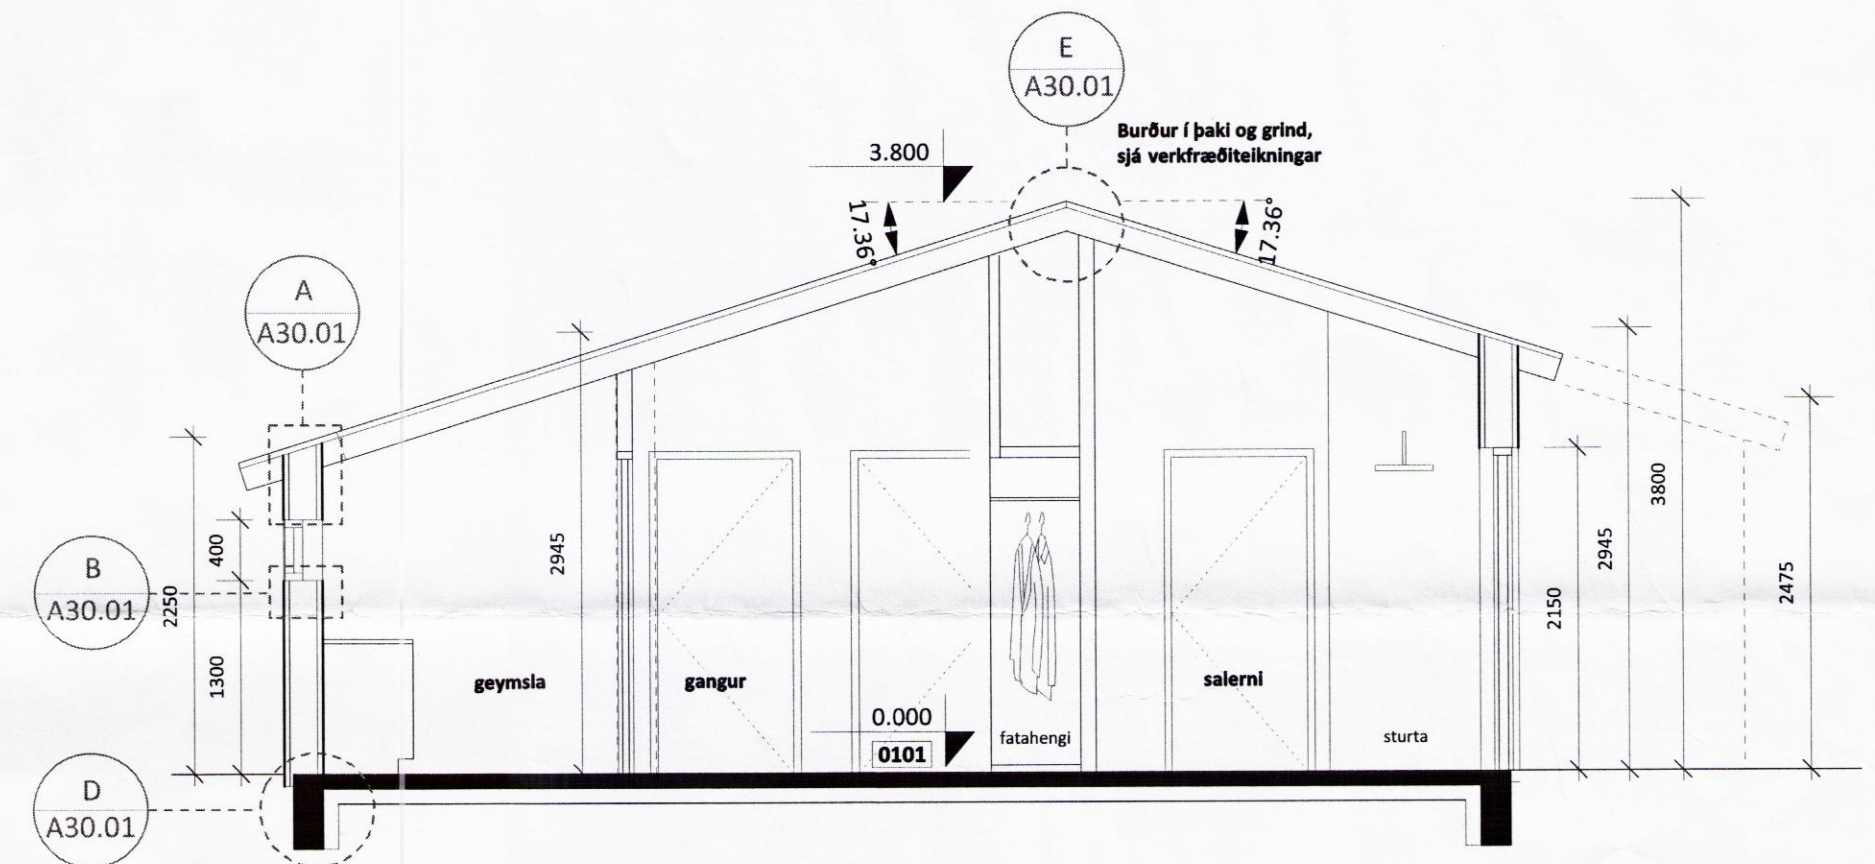 E
A30.01
Burður í þaki og grind,
sjá verkfræðiteikningar
3.800
17.36°
17.36°
A
A30.01
B
A30.01
D
A30.01
2250
400
1300
2945
geymsla
gangur
0.000
0101
fatahengi
salerni
sturta
2150
2945
3800
2475